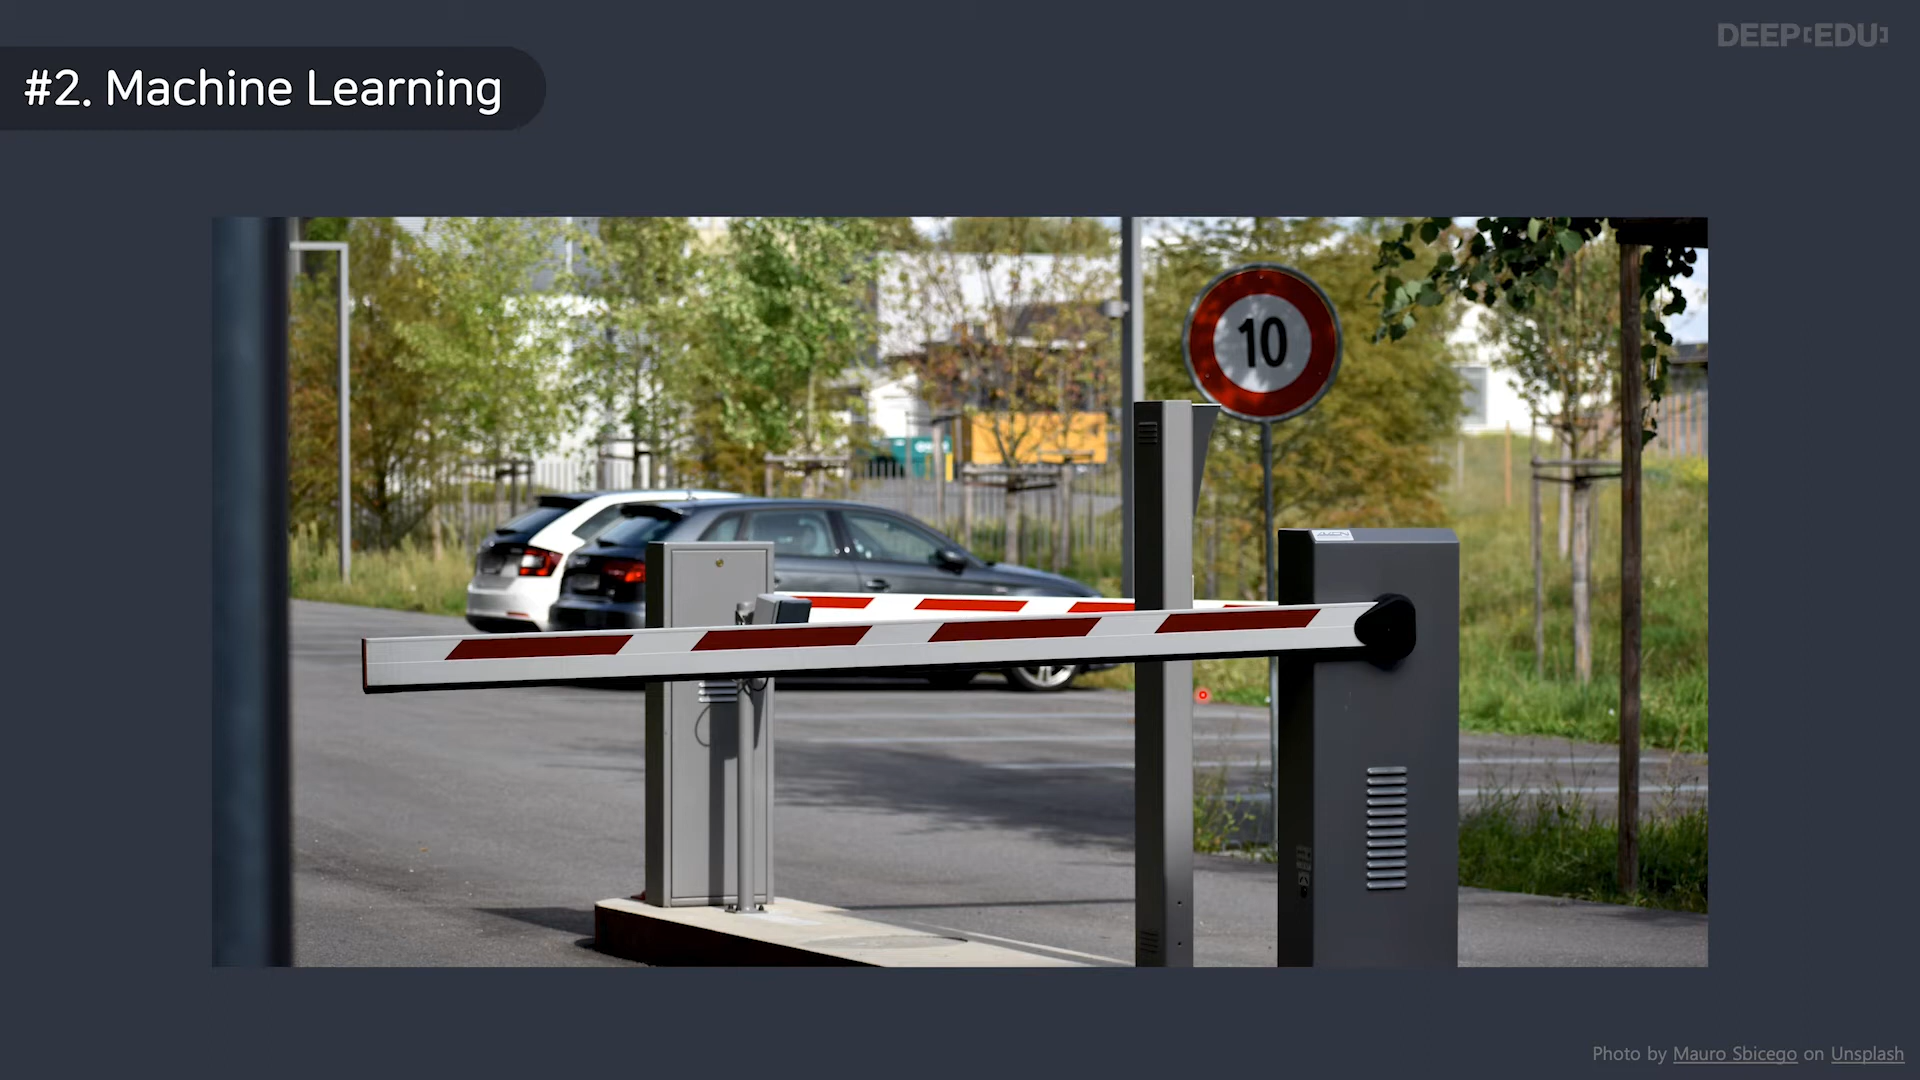 DEEP[EDU]
#2. Machine Learning
10
Photo by Mauro Sbicego on Unsplash